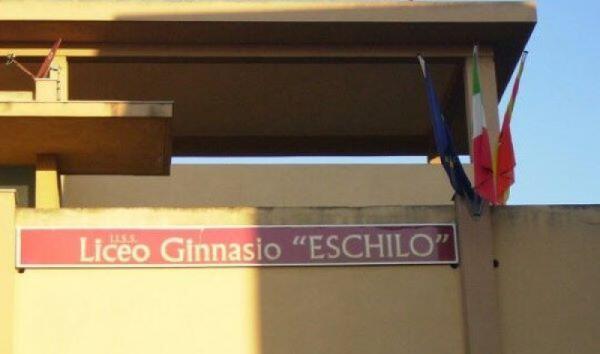 I.I.S.S.
Liceo Ginnasio "ESCHILO"